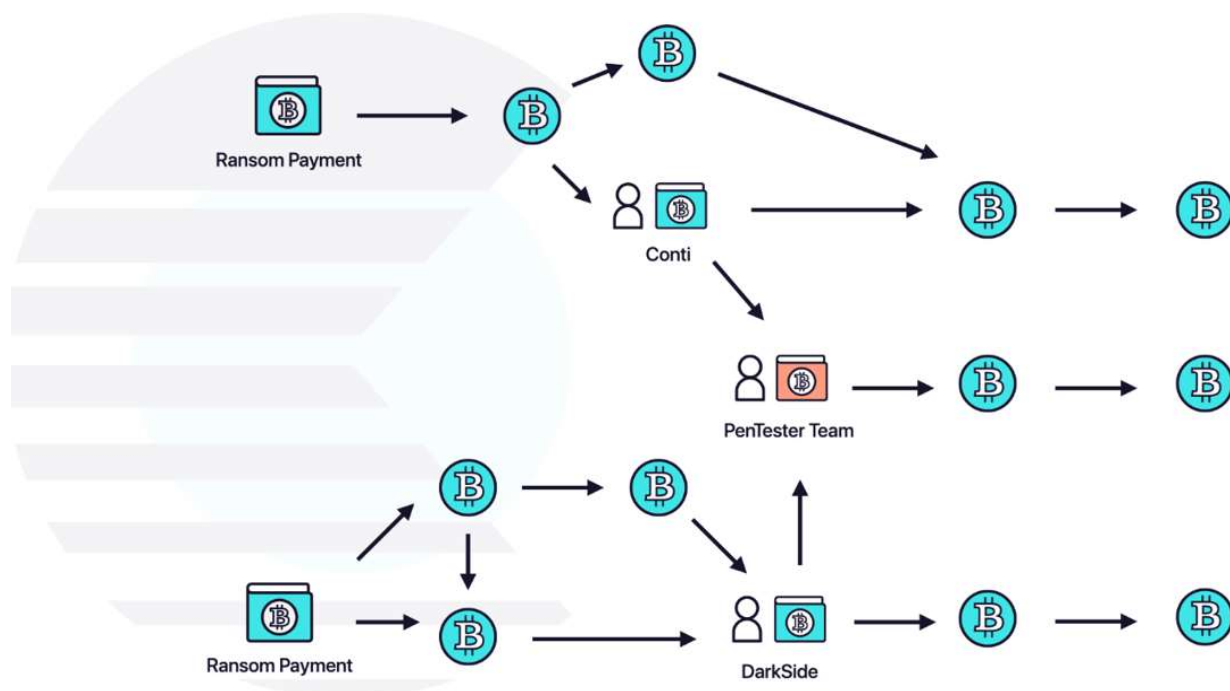 Ransom Payment
Conti
PenTester Team
Ransom Payment
DarkSide